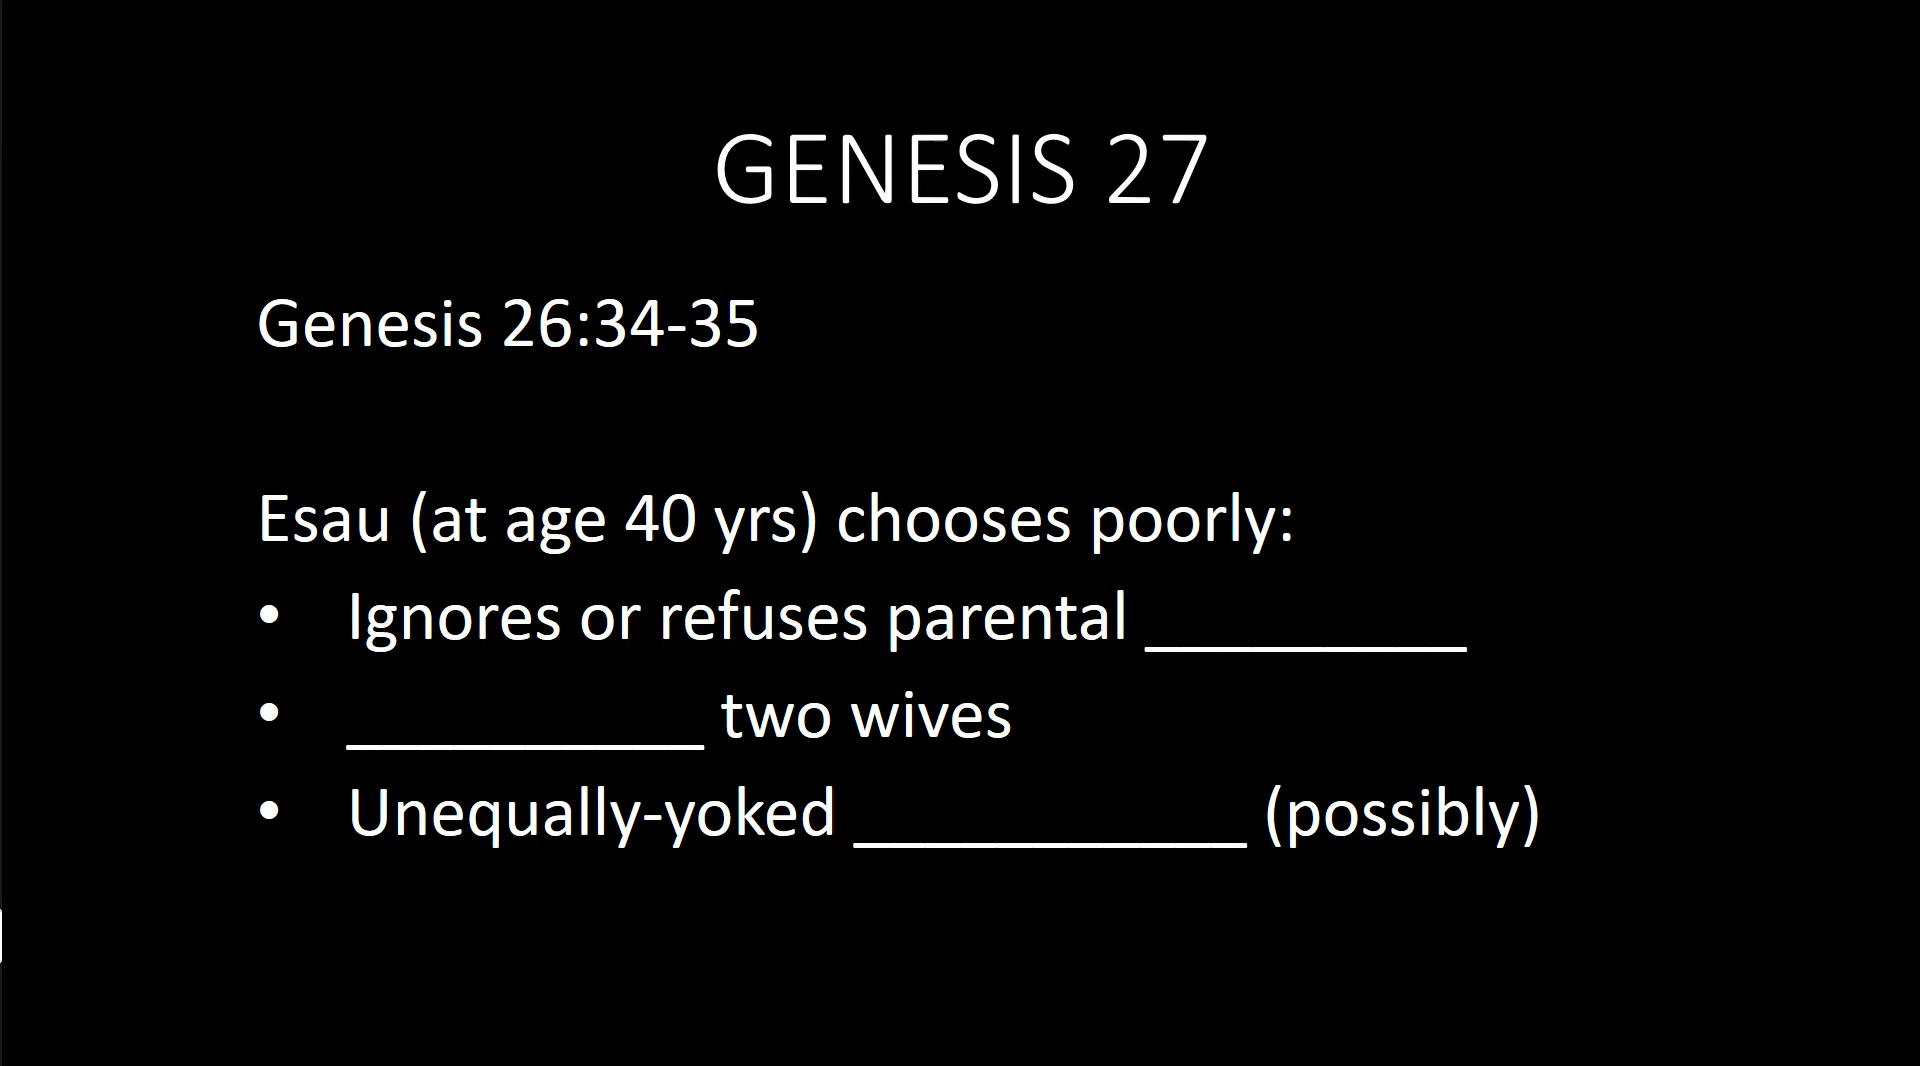 GENESIS 27
Genesis 26:34-35
Esau (at age 40 yrs) chooses poorly:
• Ignores or refuses parental _________
• __________ two wives
• Unequally-yoked ___________ (possibly)